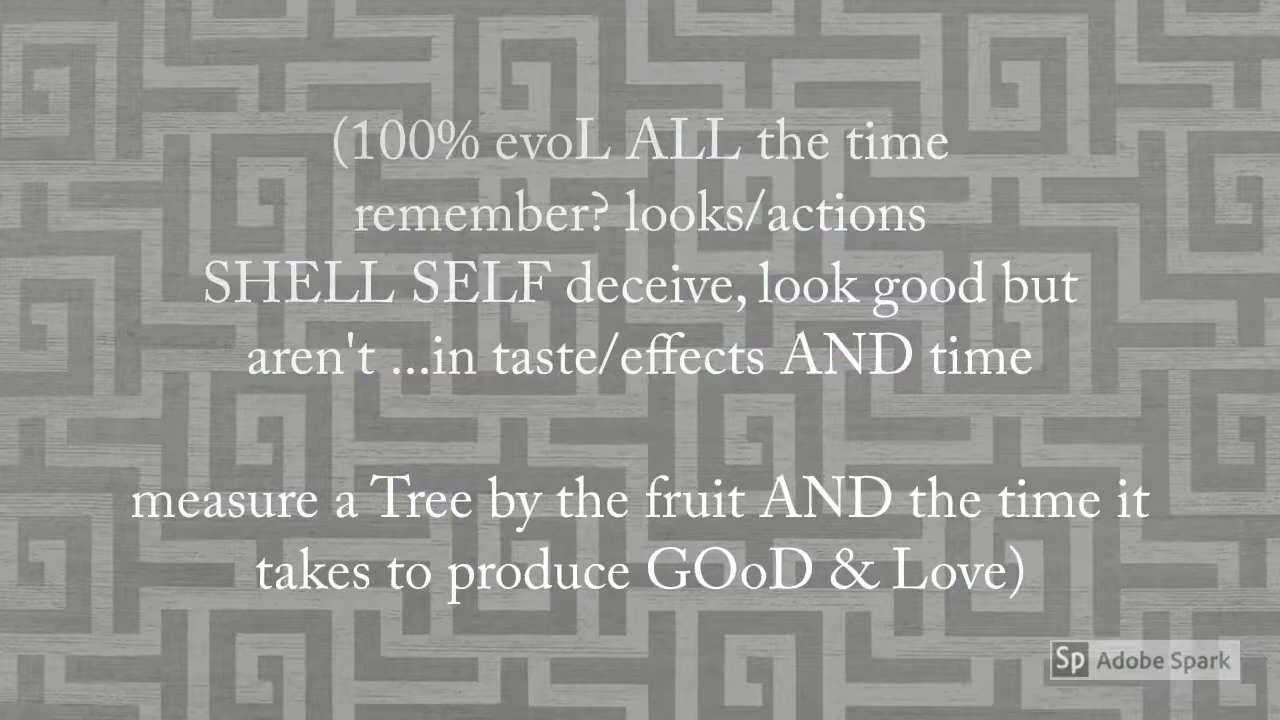 (100% evoL ALL the time
remember? looks/actions
SHELL SELF deceive, look good but
aren't ...in taste/effects AND time
measure a Tree by the fruit AND the time it
takes to produce GOoD & Love)
Sp Adobe Spark